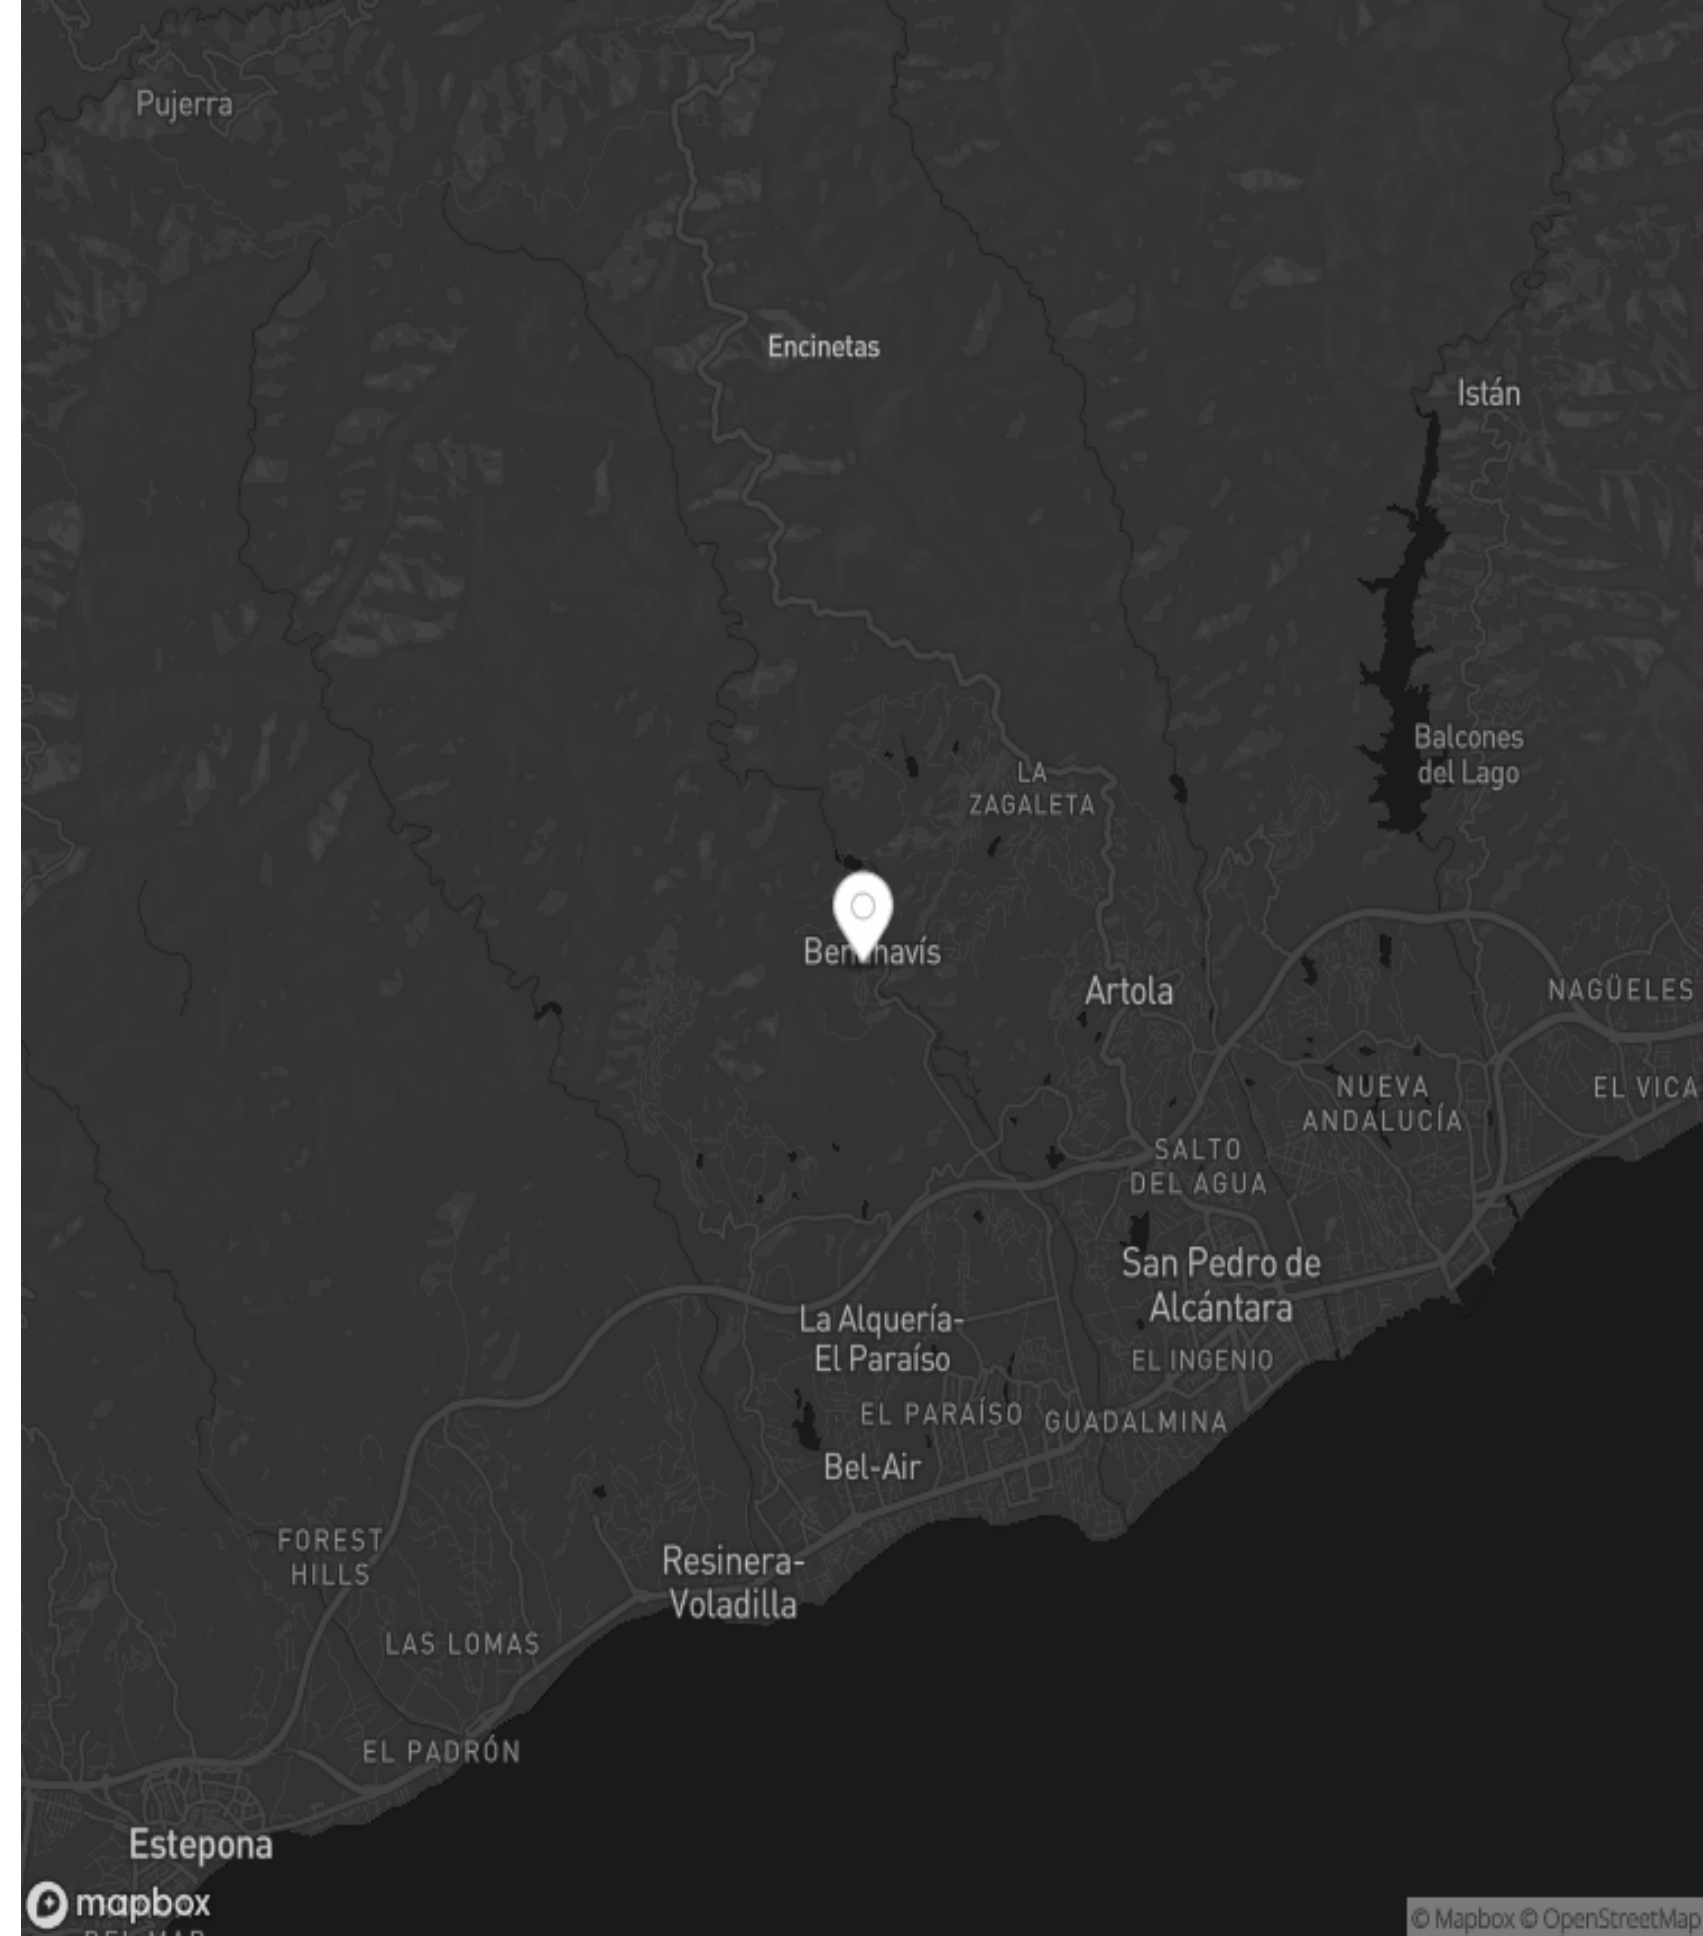 Pujerra
Encinetas
Istán
Balcones
del Lago
LA
ZAGALETA
Benahavís
Artola
NAGÜELES
NUEVA
ANDALUCÍA
EL VICA
SALTO
DEL AGUA
San Pedro de
Alcántara
La Alquería-
El Paraíso
EL INGENIO
EL PARAÍSO
GUADALMINA
Bel-Air
FOREST
HILLS
Resinera-
Voladilla
LAS LOMAS
EL PADRÓN
Estepona
mapbox
© Mapbox © OpenStreetMap